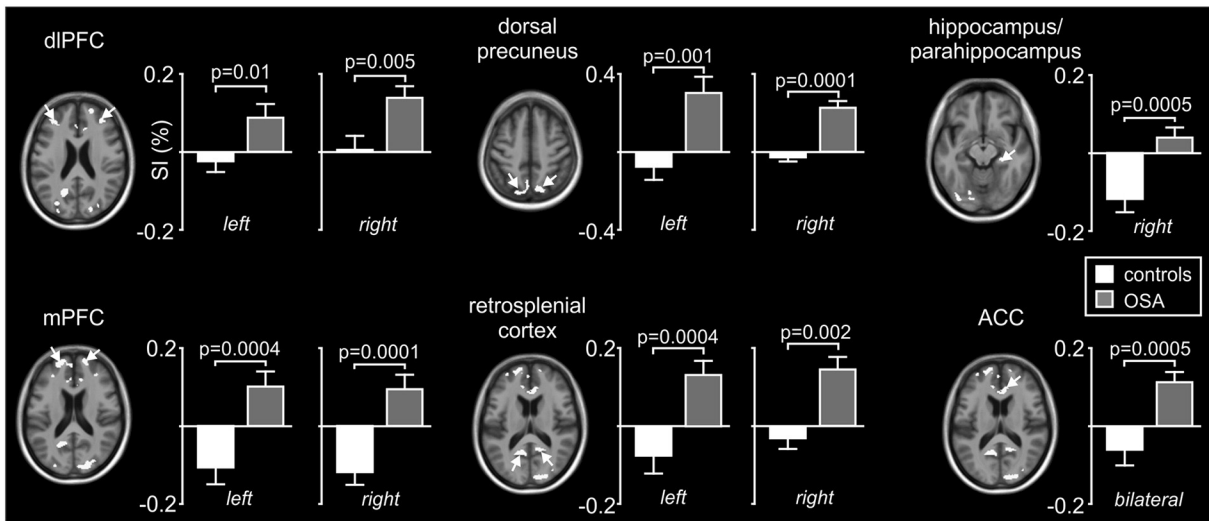 dlPFC
0.2
SI (%)
-0.2
p=0.01
left
p=0.005
right
dorsal
precuneus
0.4
-0.4
p=0.001
left
p=0.0001
right
hippocampus/
parahippocampus
0.2
-0.2
p=0.0005
right
controls
OSA
mPFC
0.2
-0.2
p=0.0004
left
p=0.0001
right
retrosplenial
cortex
0.2
-0.2
p=0.0004
left
p=0.002
right
ACC
0.2
-0.2
p=0.0005
bilateral